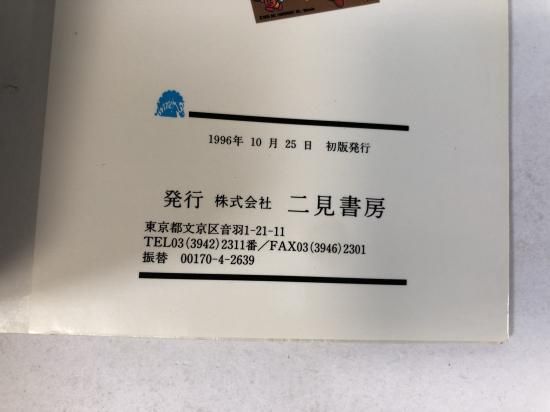 1996年 10 月 25 日 初版発行
発行 株式会社 二見書房
東京都文京区音羽1-21-11
TEL03(3942)2311番／FAX03(3946)2301
振替 00170-4-2639